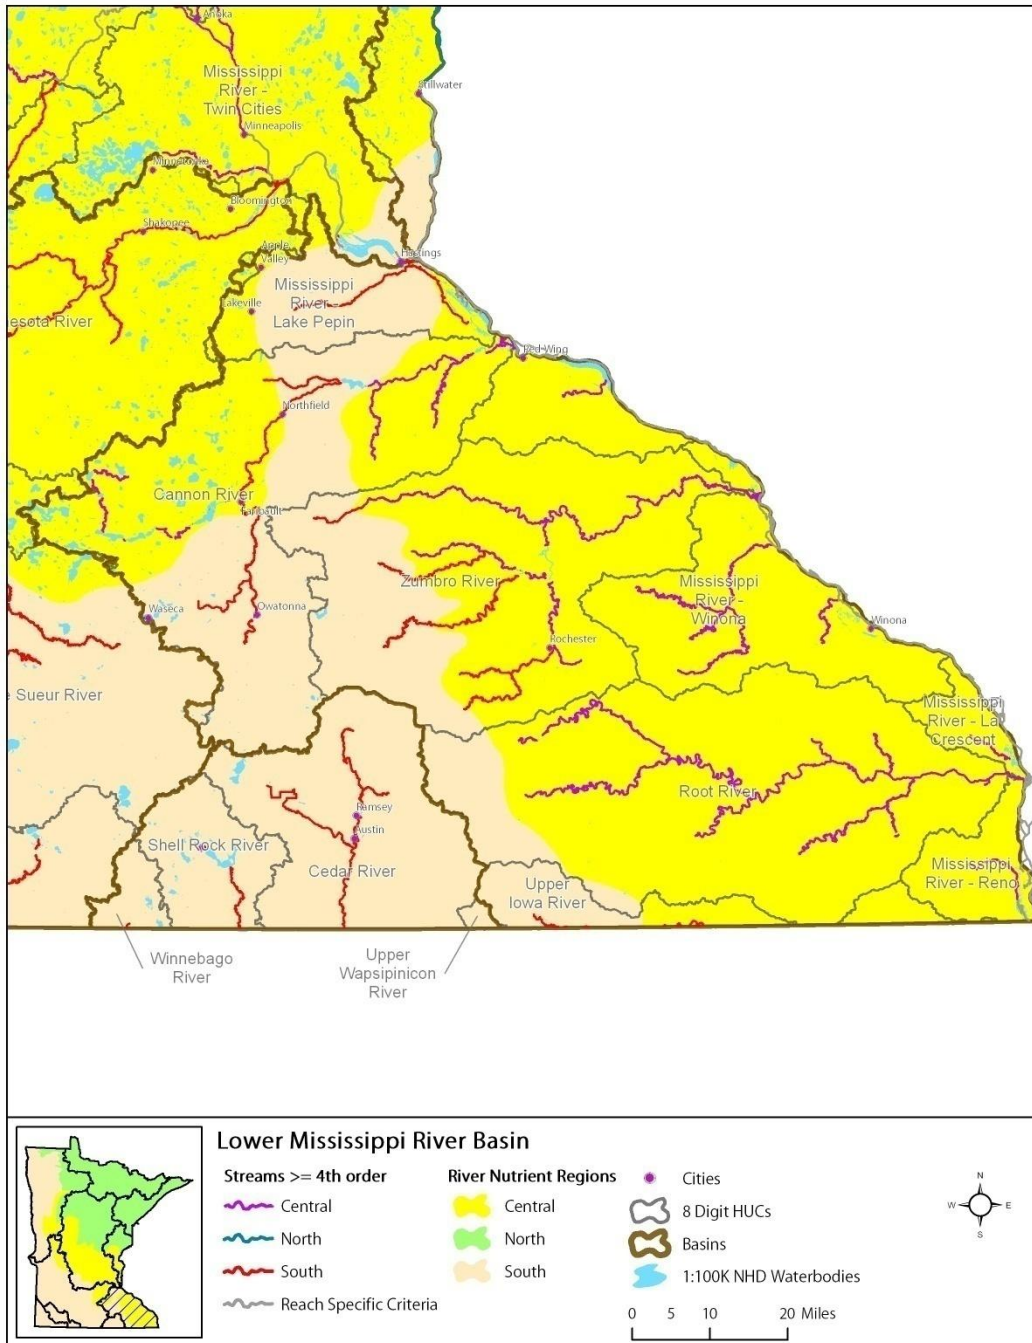 Anoka
Mississippi
River -
Twin Cities
Stillwater
Minneapolis
Minnetonka
Bloomington
Shakopee
Apple
Valley
Hastings
Mississippi
River -
Lake Pepin
Lakeville
esota River
Red Wing
Northfield
Cannon River
Faribault
Zumbro River
Mississippi
River -
Winona
Waseca
Owatonna
Rochester
Winona
e Sueur River
Mississippi
River - La
Crescent
Root River
Ramsey
Austin
Shell Rock River
Cedar River
Upper
Iowa River
Mississippi
River - Reno
Winnebago
River
Upper
Wapsipinicon
River
Lower Mississippi River Basin
Streams >= 4th order
Central
North
South
Reach Specific Criteria
River Nutrient Regions
Central
North
South
Cities
8 Digit HUCs
Basins
1:100K NHD Waterbodies
0 5 10 20 Miles
N
W E
S